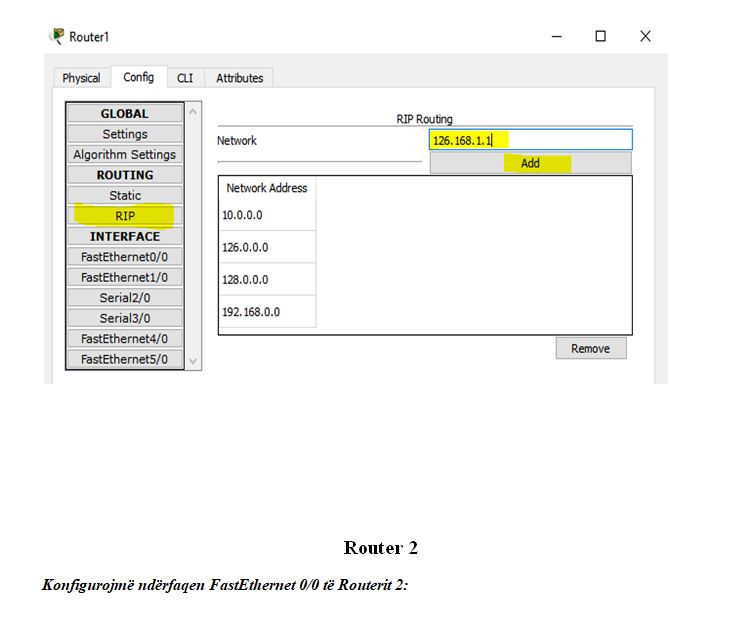 Router1
Physical Config CLI Attributes
GLOBAL
Settings
Algorithm Settings
ROUTING
Static
RIP
INTERFACE
FastEthernet0/0
FastEthernet1/0
Serial2/0
Serial3/0
FastEthernet4/0
FastEthernet5/0
RIP Routing
Network 126.168.1.1
Add
Network Address
10.0.0.0
126.0.0.0
128.0.0.0
192.168.0.0
Remove
Router 2
Konfigurojmë ndërfaqen FastEthernet 0/0 të Routerit 2: